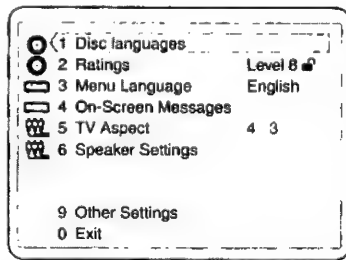 1 Disc languages
2 Ratings Level 8
3 Menu Language English
4 On-Screen Messages
5 TV Aspect 4 3
6 Speaker Settings
9 Other Settings
0 Exit